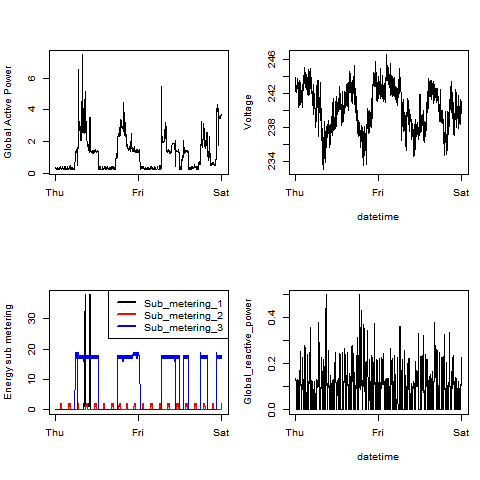 Global Active Power
0 2 4 6
Thu Fri Sat
Voltage
234 238 242 246
Thu Fri Sat
datetime
Energy sub metering
0 10 20 30
Sub_metering_1
Sub_metering_2
Sub_metering_3
Thu Fri Sat
Global_reactive_power
0.0 0.2 0.4
Thu Fri Sat
datetime